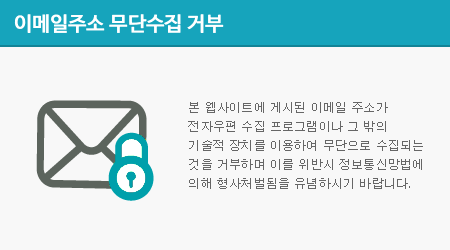 이메일주소 무단수집 거부
본 웹사이트에 게시된 이메일 주소가
전자우편 수집 프로그램이나 그 밖의
기술적 장치를 이용하여 무단으로 수집되는
것을 거부하며 이를 위반시 정보통신망법에
의해 형사처벌됨을 유념하시기 바랍니다.